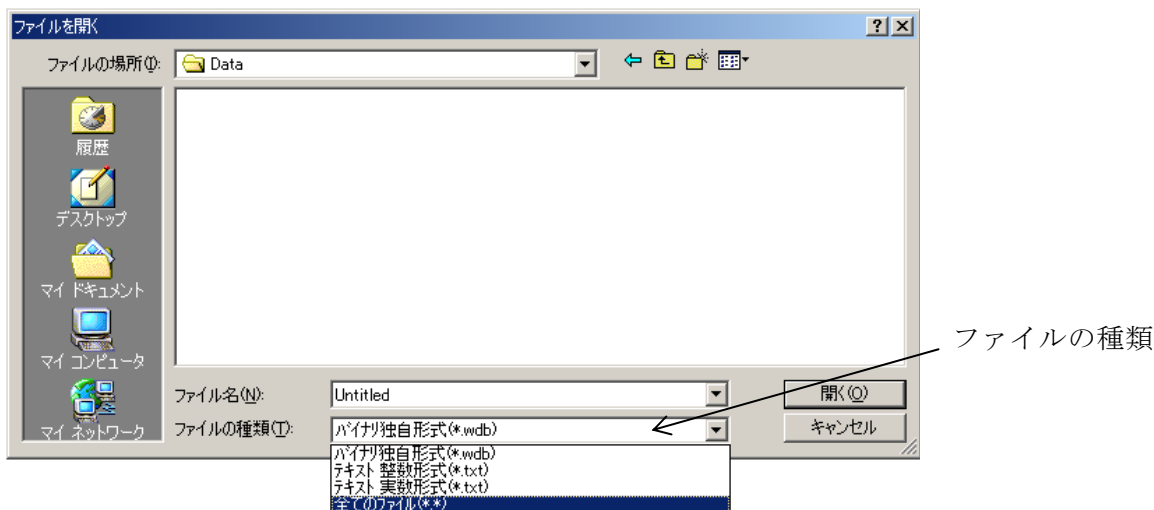 ファイルを開く
ファイルの場所(I):
Data
履歴
デスクトップ
マイ ドキュメント
マイ コンピュータ
マイ ネットワーク
ファイルの種類
ファイル名(N):
Untitled
開く(O)
ファイルの種類(T):
バイナリ独自形式(*.wdb)
キャンセル
バイナリ独自形式(*.wdb)
テキスト 整数形式(*.txt)
テキスト 実数形式(*.txt)
全てのファイル(*.*)